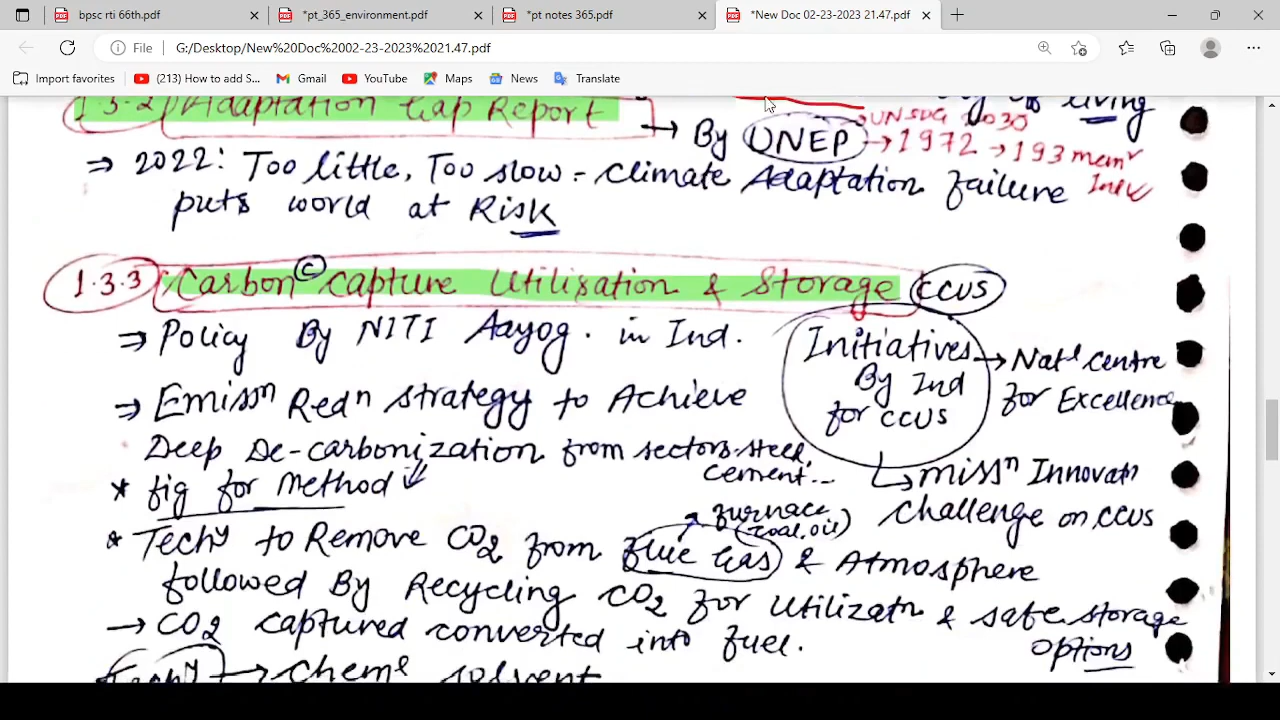 bpsc rti 66th.pdf
*pt_365_environment.pdf
*pt notes 365.pdf
*New Doc 02-23-2023 21.47.pdf
File
G:/Desktop/New%20Doc%2002-23-2023%2021.47.pdf
Import favorites
(213) How to add S...
Gmail
YouTube
Maps
News
Translate
1.3.2 Adaptation Gap Report
living
→ By UNEP → 1972 → 193 mem
UNSDG 2030
⇒ 2022: Too little, Too slow = climate Adaptation failure
puts world at Risk
1.3.3 Carbon capture Utilisation & Storage CCUS
©
⇒ Policy By NITI Aayog. in Ind.
Initiatives By Ind for CCUS
→ Natl centre for Excellence
⇒ Emissn Redn strategy to Achieve
Deep De-carbonization from sectors-steel,
cement...
↳ missn Innovatn
challenge on CCUS
* fig for Method
furnace
(coal, oil)
* Techy to Remove CO2 from flue Gas & Atmosphere
followed By Recycling CO2 for Utilizatn & safe storage
options
→ CO2 captured converted into fuel.
Techy → Cheml solvent